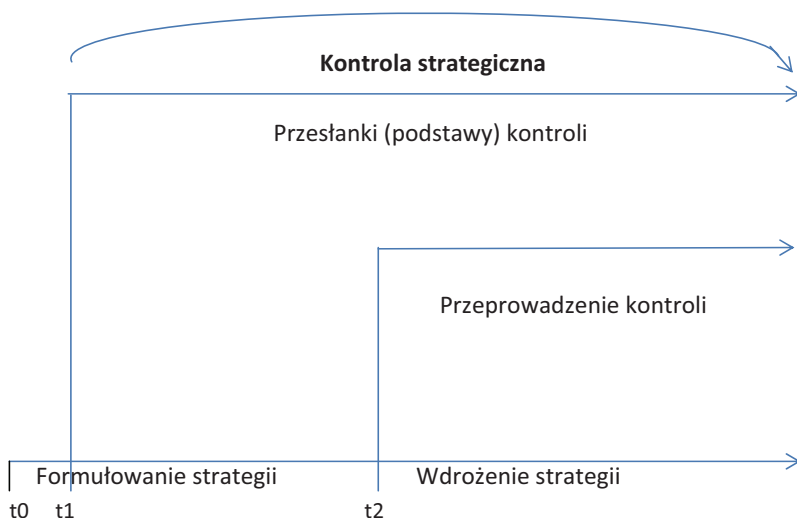 Kontrola strategiczna
Przesłanki (podstawy) kontroli
Przeprowadzenie kontroli
Formułowanie strategii Wdrożenie strategii
t0 t1 t2